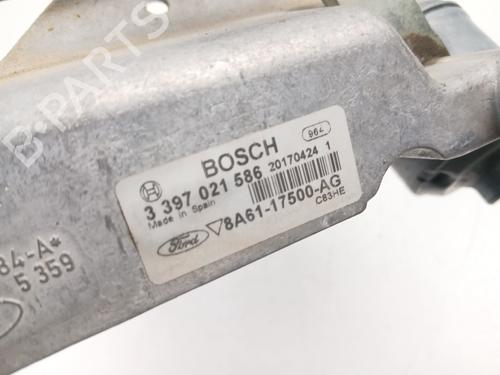 BOSCH
964
3 397 021 586 20170424 1
Made in Spain
Ford 8A61-17500-AG
C83HE
84-A*
5 359
B-PARTS